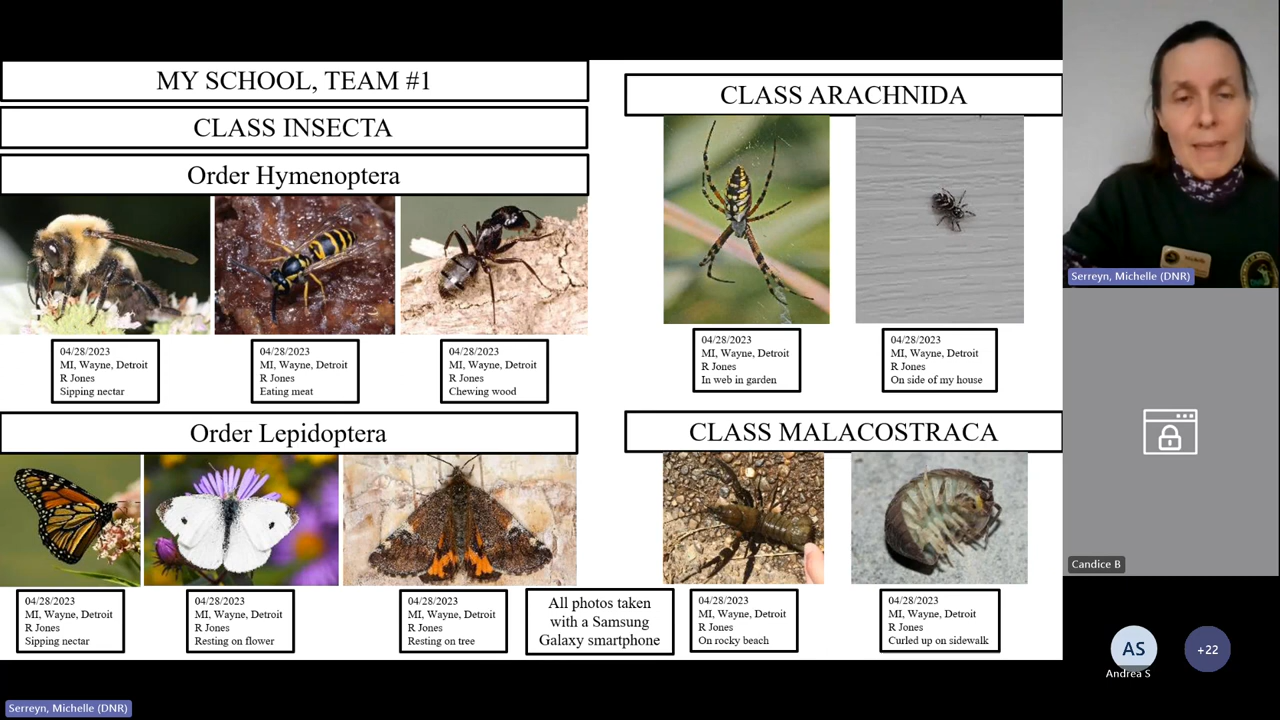 MY SCHOOL, TEAM #1
CLASS INSECTA
Order Hymenoptera
04/28/2023
MI, Wayne, Detroit
R Jones
Sipping nectar
04/28/2023
MI, Wayne, Detroit
R Jones
Eating meat
04/28/2023
MI, Wayne, Detroit
R Jones
Chewing wood
Order Lepidoptera
04/28/2023
MI, Wayne, Detroit
R Jones
Sipping nectar
04/28/2023
MI, Wayne, Detroit
R Jones
Resting on flower
04/28/2023
MI, Wayne, Detroit
R Jones
Resting on tree
All photos taken
with a Samsung
Galaxy smartphone
CLASS ARACHNIDA
04/28/2023
MI, Wayne, Detroit
R Jones
In web in garden
04/28/2023
MI, Wayne, Detroit
R Jones
On side of my house
CLASS MALACOSTRACA
04/28/2023
MI, Wayne, Detroit
R Jones
On rocky beach
04/28/2023
MI, Wayne, Detroit
R Jones
Curled up on sidewalk
Serreyn, Michelle (DNR)
Candice B
AS
Andrea S
+22
Serreyn, Michelle (DNR)